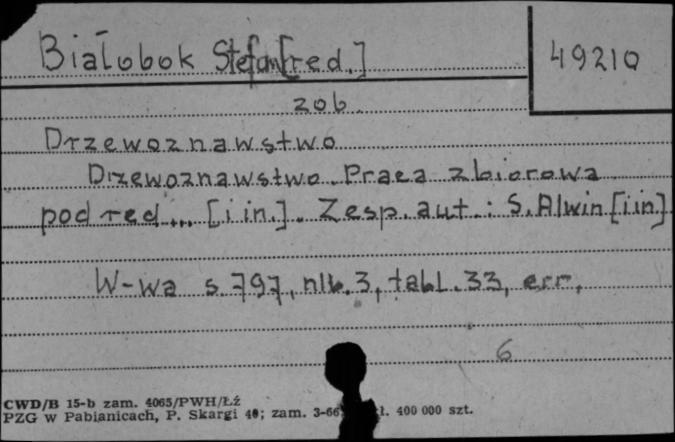 Białobok Stefan [red.]
49210
zob.
Drzewoznawstwo
Drzewoznawstwo. Praca zbiorowa
pod red... [i in.]. Zesp. aut.: S. Alwin [i in]
W-wa s. 797, nlb. 3, tabl. 33, err.
6
CWD/B 15-b zam. 4065/PWH/Łź
PZG w Pabianicach, P. Skargi 40; zam. 3-66 400 000 szt.